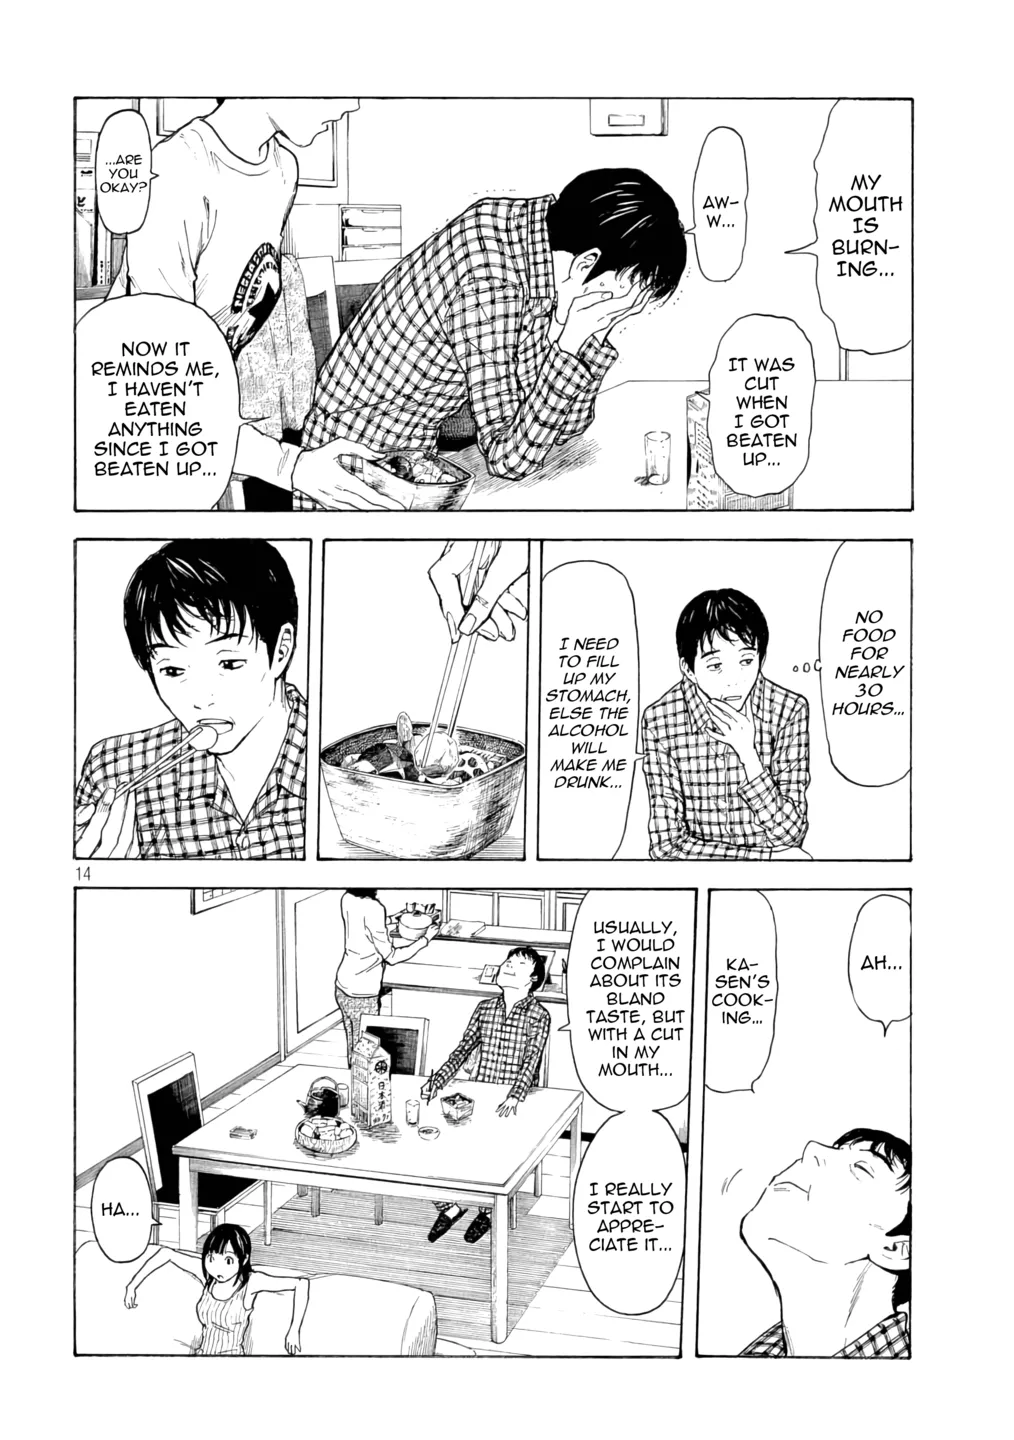 MY
MOUTH
IS
BURN-
ING...
AW-
W...
IT WAS
CUT
WHEN
I GOT
BEATEN
UP...
...ARE
YOU
OKAY?
NOW IT
REMINDS ME,
I HAVEN'T
EATEN
ANYTHING
SINCE I GOT
BEATEN UP...
NO
FOOD
FOR
NEARLY
30
HOURS...
I NEED
TO FILL
UP MY
STOMACH,
ELSE THE
ALCOHOL
WILL
MAKE ME
DRUNK...
14
AH...
KA-
SEN'S
COOK-
ING...
USUALLY,
I WOULD
COMPLAIN
ABOUT ITS
BLAND
TASTE, BUT
WITH A CUT
IN MY
MOUTH...
I REALLY
START TO
APPRE-
CIATE IT...
HA...